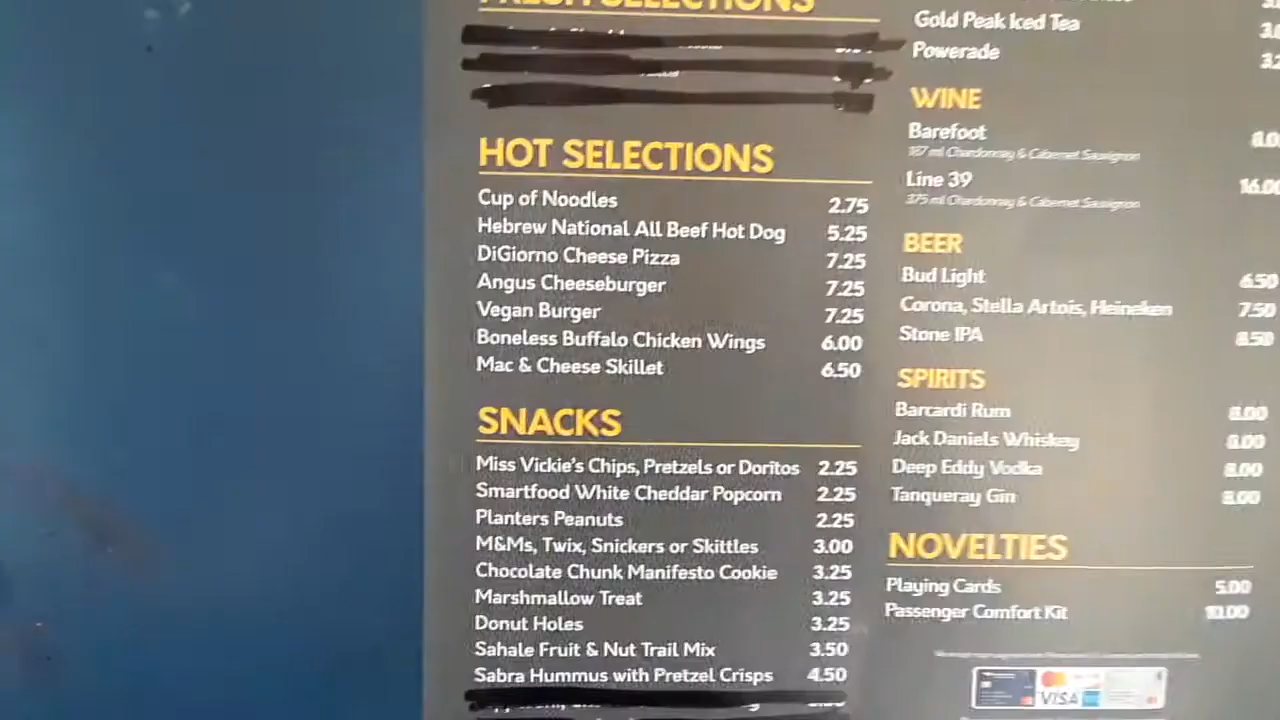 FRESH SELECTIONS
HOT SELECTIONS
Cup of Noodles 2.75
Hebrew National All Beef Hot Dog 5.25
DiGiorno Cheese Pizza 7.25
Angus Cheeseburger 7.25
Vegan Burger 7.25
Boneless Buffalo Chicken Wings 6.00
Mac & Cheese Skillet 6.50
SNACKS
Miss Vickie's Chips, Pretzels or Doritos 2.25
Smartfood White Cheddar Popcorn 2.25
Planters Peanuts 2.25
M&Ms, Twix, Snickers or Skittles 3.00
Chocolate Chunk Manifesto Cookie 3.25
Marshmallow Treat 3.25
Donut Holes 3.25
Sahale Fruit & Nut Trail Mix 3.50
Sabra Hummus with Pretzel Crisps 4.50
Gold Peak Iced Tea
Powerade
WINE
Barefoot 8.0
187 ml Chardonnay & Cabernet Sauvignon
Line 39 16.00
375 ml Chardonnay & Cabernet Sauvignon
BEER
Bud Light 6.50
Corona, Stella Artois, Heineken 7.50
Stone IPA 8.50
SPIRITS
Barcardi Rum 8.00
Jack Daniels Whiskey 8.00
Deep Eddy Vodka 8.00
Tanqueray Gin 8.00
NOVELTIES
Playing Cards 5.00
Passenger Comfort Kit 10.00
VISA